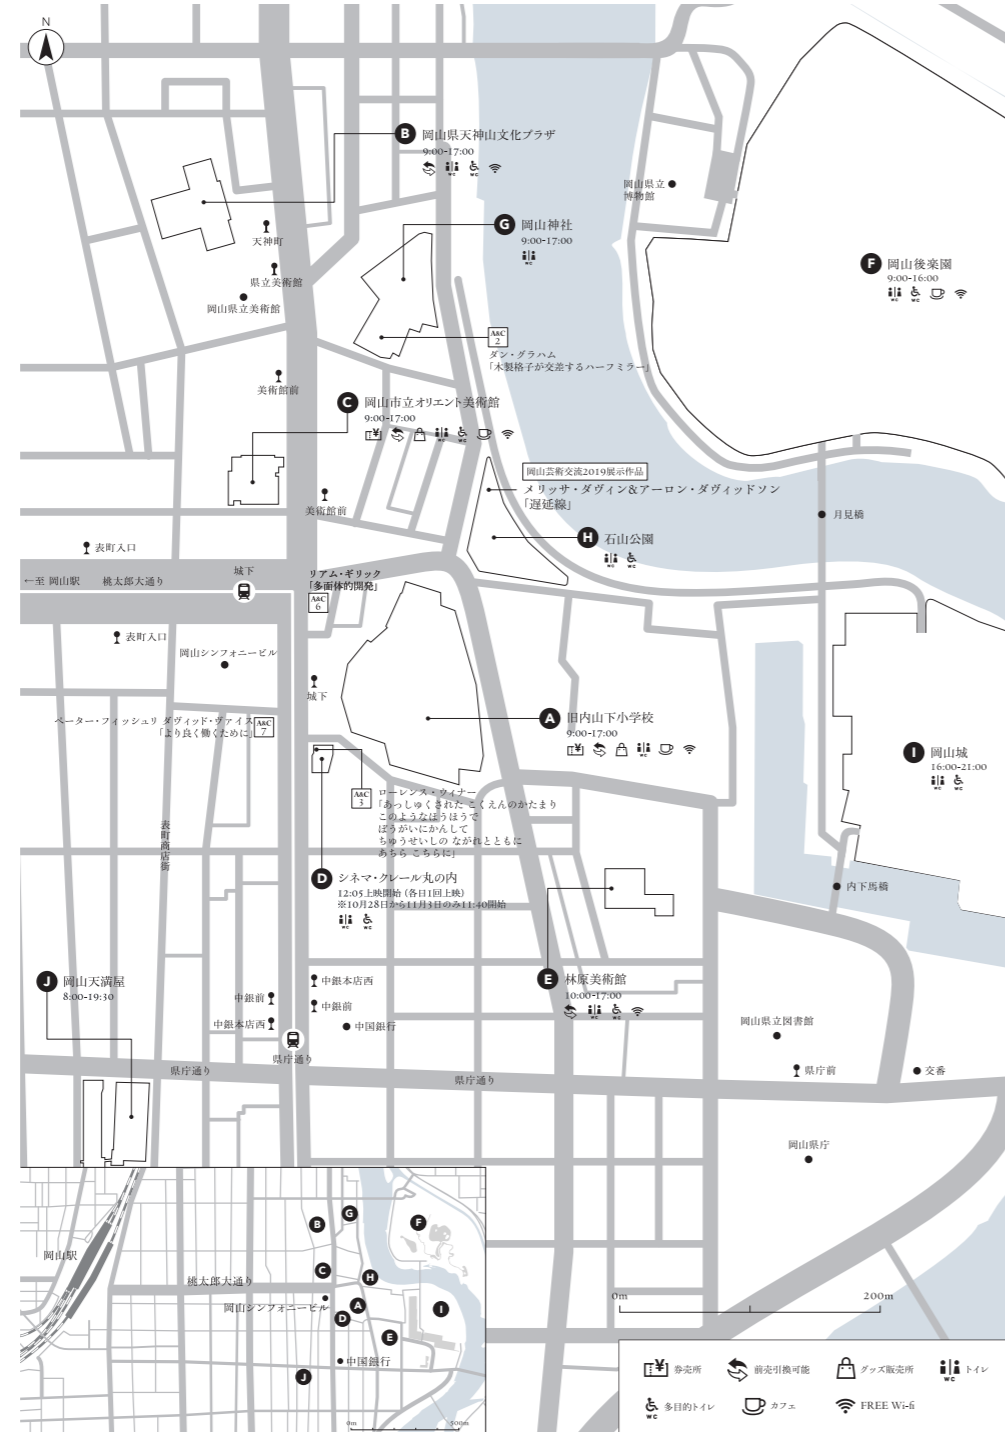 N
B 岡山県天神山文化プラザ
9:00-17:00
WC
WC
G 岡山神社
9:00-17:00
WC
岡山県立
博物館
F 岡山後楽園
9:00-16:00
WC
WC
天神町
県立美術館
岡山県立美術館
A&C
2
ダン・グラハム
「木製格子が交差するハーフミラー」
美術館前
C 岡山市立オリエント美術館
9:00-17:00
¥
WC
WC
美術館前
岡山芸術交流2019展示作品
メリッサ・ダヴィン&アーロン・ダヴィッドソン
「遅延線」
月見橋
H 石山公園
WC
WC
表町入口
城下
←至 岡山駅 桃太郎大通り
リアム・ギリック
「多面体的開発」
A&C
6
表町入口
岡山シンフォニービル
城下
ペーター・フィッシュリ ダヴィッド・ヴァイス
「より良く働くために」
A&C
7
A 旧内山下小学校
9:00-17:00
¥
WC
I 岡山城
16:00-21:00
WC
WC
A&C
3
ローレンス・ウィナー
「あっしゅくされた こくえんのかたまり
このようなほうほうで
ぼうがいにかんして
ちゅうせいしの ながれとともに
あちら こちらに」
表町商店街
D シネマ・クレール丸の内
12:05上映開始（各日1回上映）
※10月28日から11月3日のみ11:40開始
WC
WC
内下馬橋
J 岡山天満屋
8:00-19:30
E 林原美術館
10:00-17:00
WC
WC
中銀本店西
中銀前
中銀前
中銀本店西
中国銀行
県庁通り
岡山県立図書館
県庁前
交番
県庁通り
県庁通り
岡山県庁
岡山駅
桃太郎大通り
岡山シンフォニービル
中国銀行
B
G
F
C
H
A
D
I
E
J
0m
500m
0m
200m
¥ 券売所
前売引換可能
グッズ販売所
WC トイレ
WC 多目的トイレ
カフェ
FREE Wi-fi